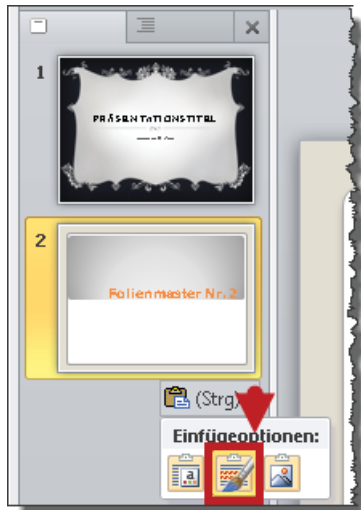 1
PRÄSENTATIONSTITEL
2
Folienmaster Nr. 2
(Strg)
Einfügeoptionen:
a